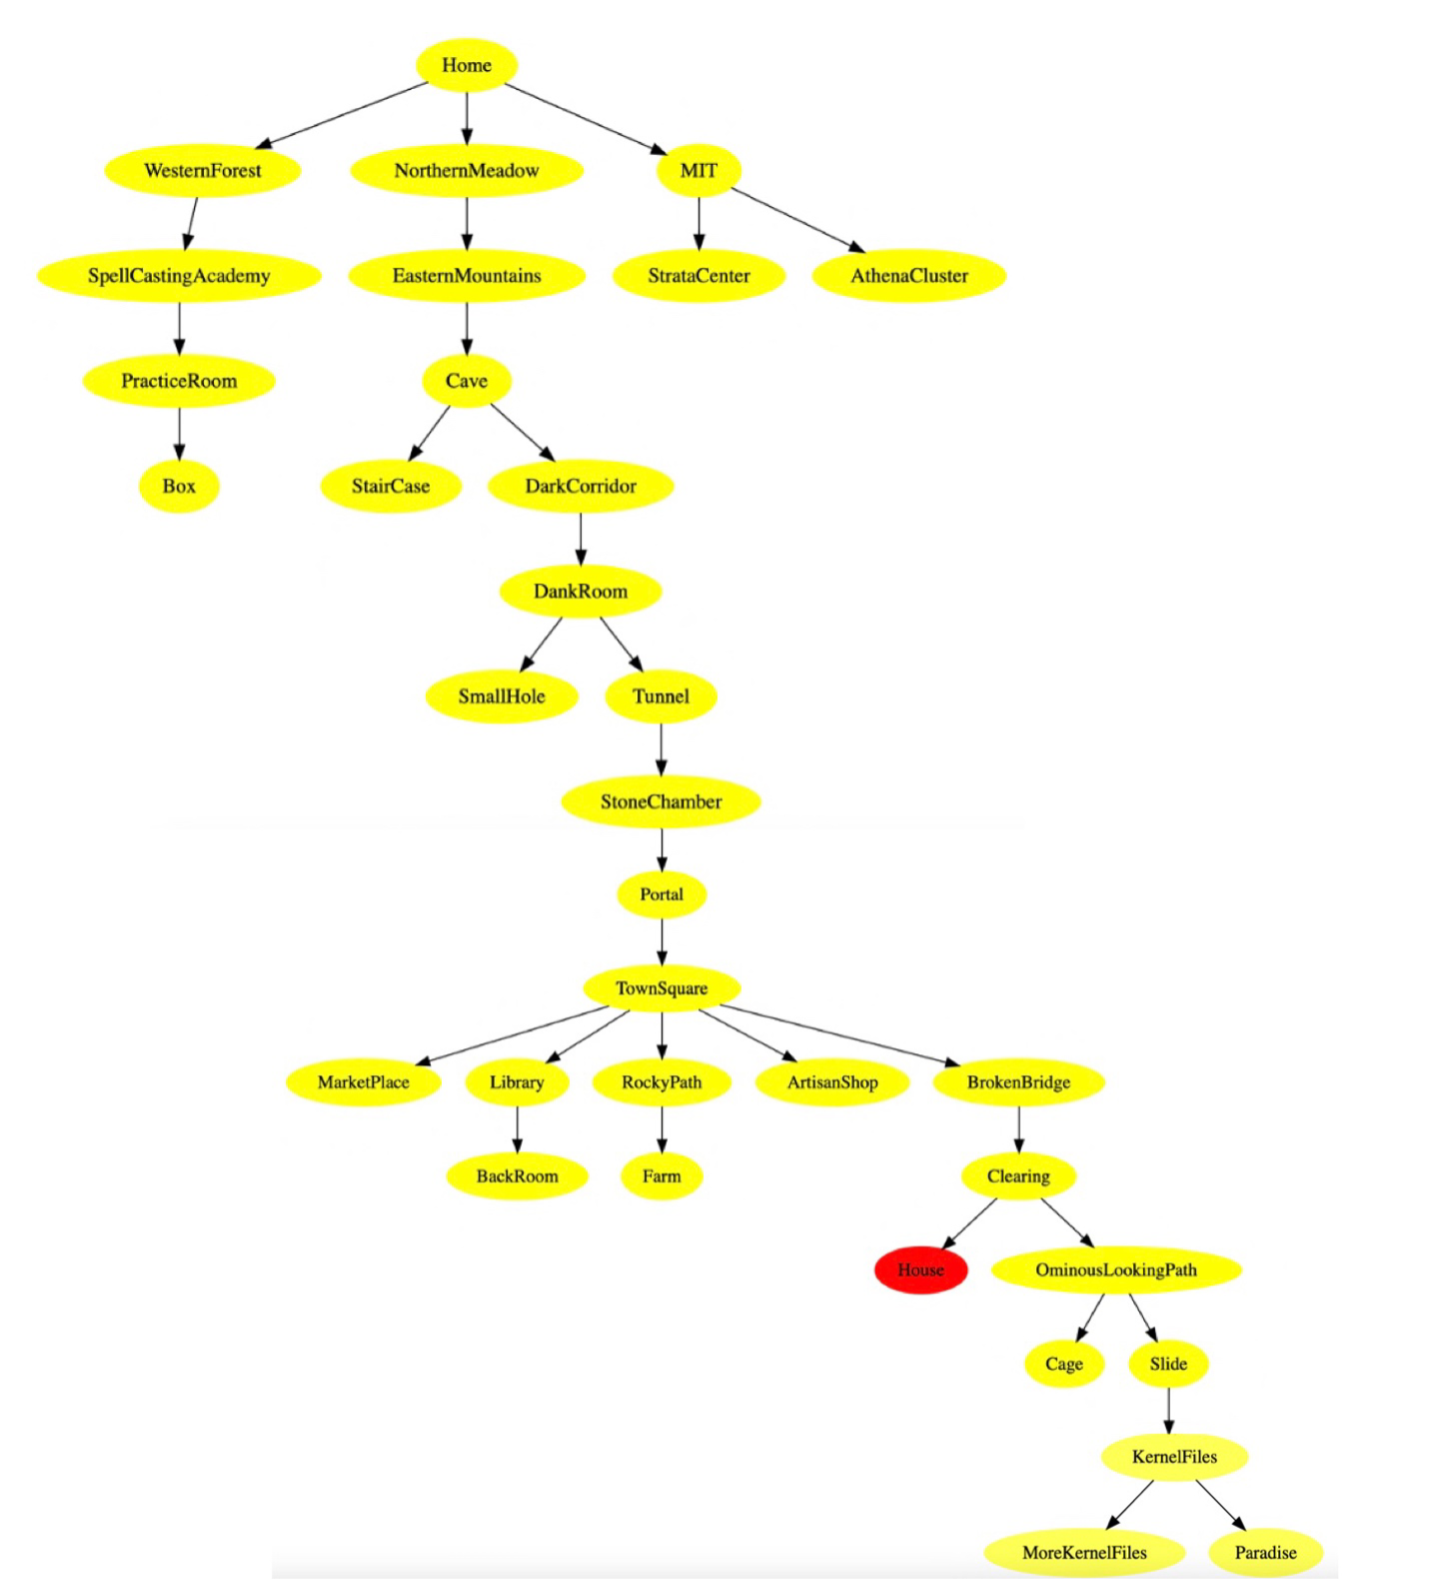 Home
WesternForest
NorthernMeadow
MIT
SpellCastingAcademy
EasternMountains
StrataCenter
AthenaCluster
PracticeRoom
Cave
Box
StairCase
DarkCorridor
DankRoom
SmallHole
Tunnel
StoneChamber
Portal
TownSquare
MarketPlace
Library
RockyPath
ArtisanShop
BrokenBridge
BackRoom
Farm
Clearing
House
OminousLookingPath
Cage
Slide
KernelFiles
MoreKernelFiles
Paradise